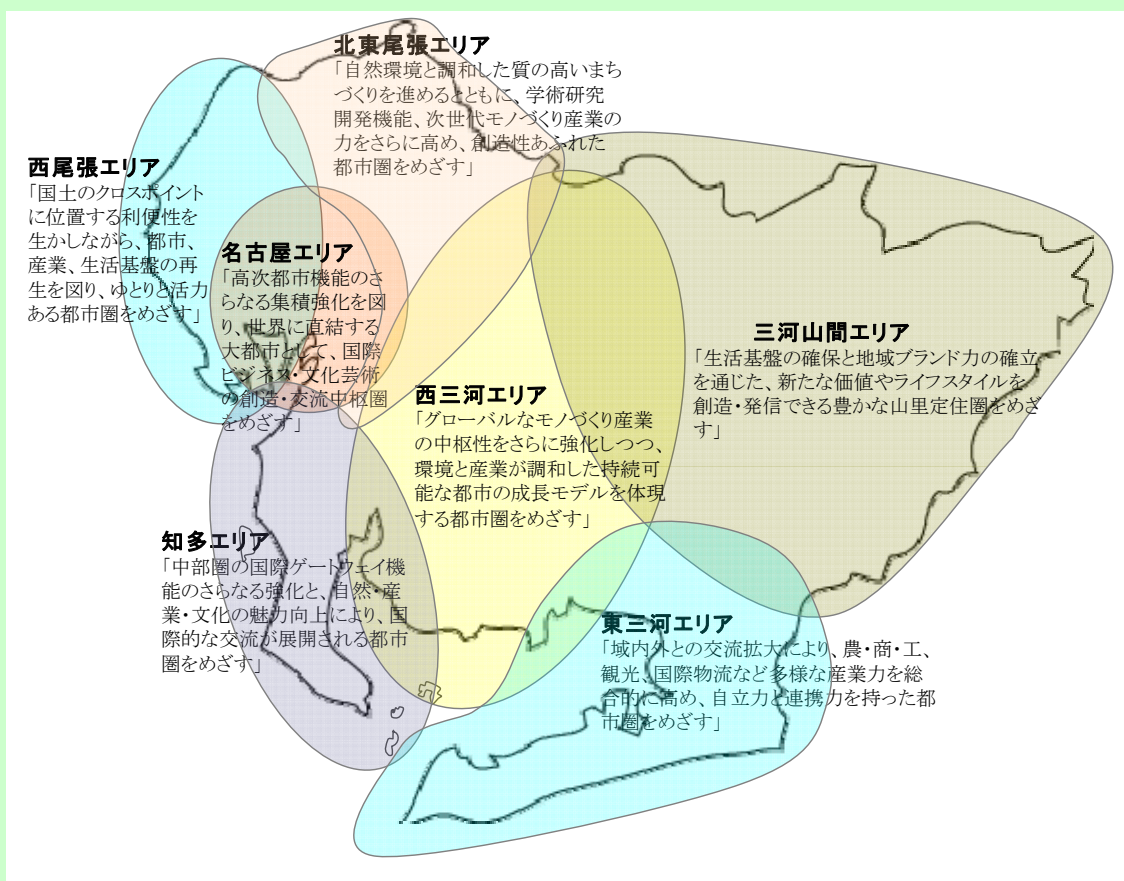 北東尾張エリア
「自然環境と調和した質の高いまち
づくりを進めるとともに、学術研究
開発機能、次世代モノづくり産業の
力をさらに高め、創造性あふれた
都市圏をめざす」
西尾張エリア
「国土のクロスポイント
に位置する利便性を
生かしながら、都市、
産業、生活基盤の再
生を図り、ゆとりと活力
ある都市圏をめざす」
名古屋エリア
「高次都市機能のさ
らなる集積強化を図
り、世界に直結する
大都市として、国際
ビジネス・文化芸術
の創造・交流中枢圏
をめざす」
三河山間エリア
「生活基盤の確保と地域ブランド力の確立
を通じた、新たな価値やライフスタイルを
創造・発信できる豊かな山里定住圏をめざ
す」
西三河エリア
「グローバルなモノづくり産業
の中枢性をさらに強化しつつ、
環境と産業が調和した持続可
能な都市の成長モデルを体現
する都市圏をめざす」
知多エリア
「中部圏の国際ゲートウェイ機
能のさらなる強化と、自然・産
業・文化の魅力向上により、国
際的な交流が展開される都市
圏をめざす」
東三河エリア
「域内外との交流拡大により、農・商・工、
観光、国際物流など多様な産業力を総
合的に高め、自立力と連携力を持った都
市圏をめざす」